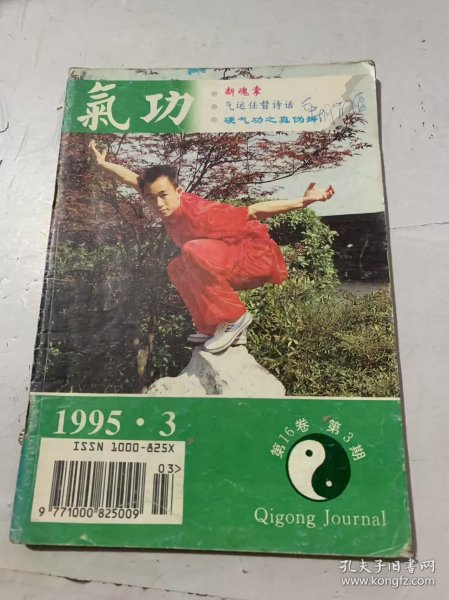 氣功
断魂掌
气运任督诗话
硬气功之真伪辨
1995·3
ISSN 1000-825X
03>
9 771000 825009
第16卷 第3期
Qigong Journal
孔夫子旧书网
www.kongfz.com